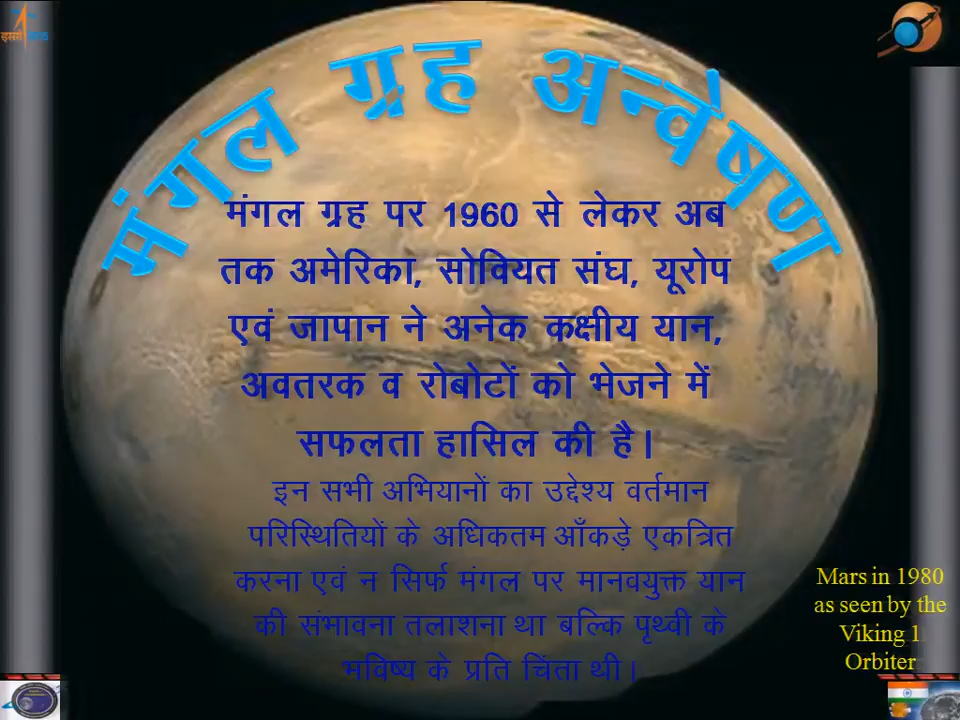 मंगल ग्रह अन्वेषण
मंगल ग्रह पर 1960 से लेकर अब
तक अमेरिका, सोवियत संघ, यूरोप
एवं जापान ने अनेक कक्षीय यान,
अवतरक व रोबोटों को भेजने में
सफलता हासिल की है।
इन सभी अभियानों का उद्देश्य वर्तमान
परिस्थितियों के अधिकतम आँकड़े एकत्रित
करना एवं न सिर्फ मंगल पर मानवयुक्त यान
की संभावना तलाशना था बल्कि पृथ्वी के
भविष्य के प्रति चिंता थी।
Mars in 1980
as seen by the
Viking 1
Orbiter